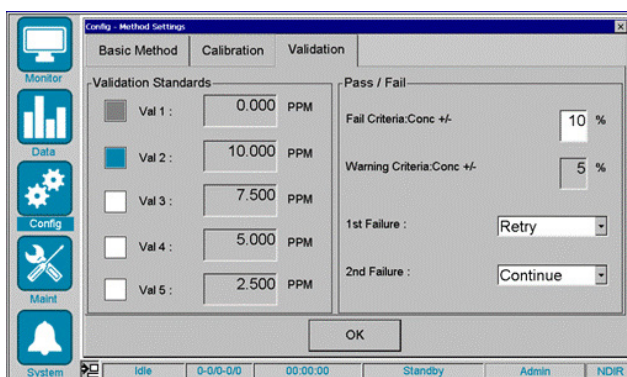 Config - Method Settings
Basic Method Calibration Validation
Validation Standards
Val 1 : 0.000 PPM
Val 2 : 10.000 PPM
Val 3 : 7.500 PPM
Val 4 : 5.000 PPM
Val 5 : 2.500 PPM
Pass / Fail
Fail Criteria:Conc +/- 10 %
Warning Criteria:Conc +/- 5 %
1st Failure : Retry
2nd Failure : Continue
OK
Monitor
Data
Config
Maint
System
Idle 0-0/0-0/0 00:00:00 Standby Admin NDIR